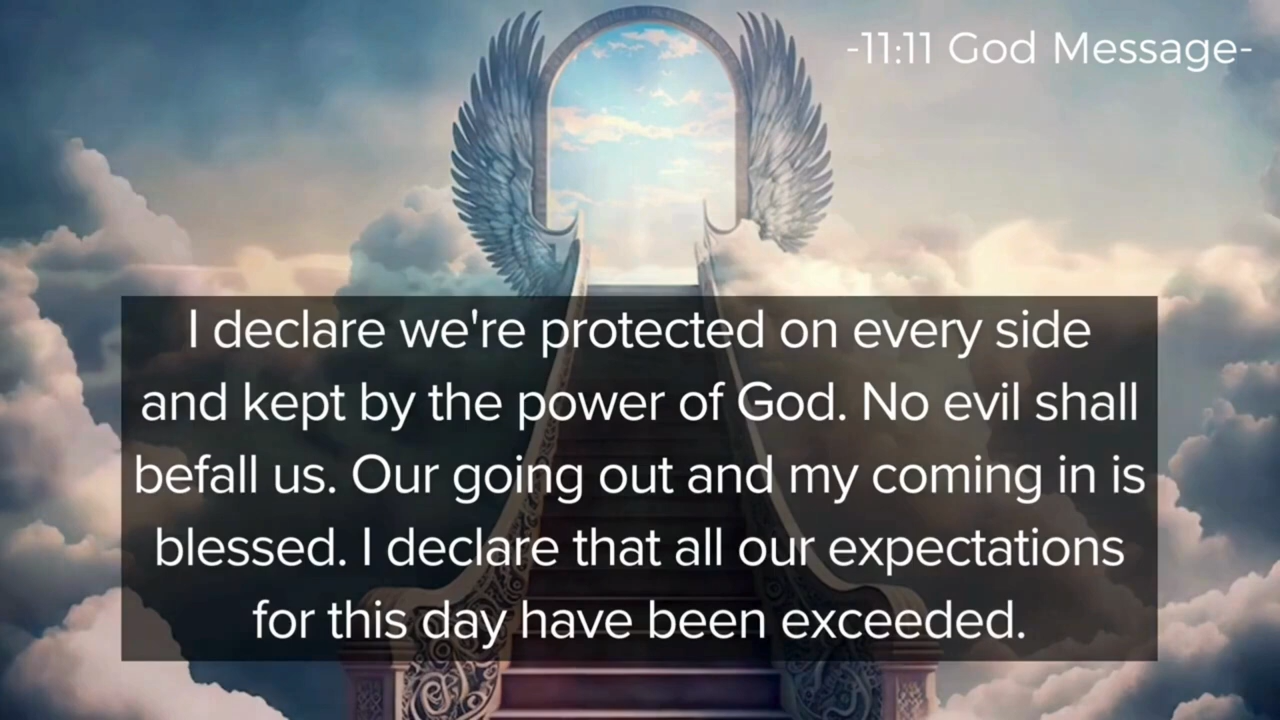 -11:11 God Message-
I declare we're protected on every side
and kept by the power of God. No evil shall
befall us. Our going out and my coming in is
blessed. I declare that all our expectations
for this day have been exceeded.